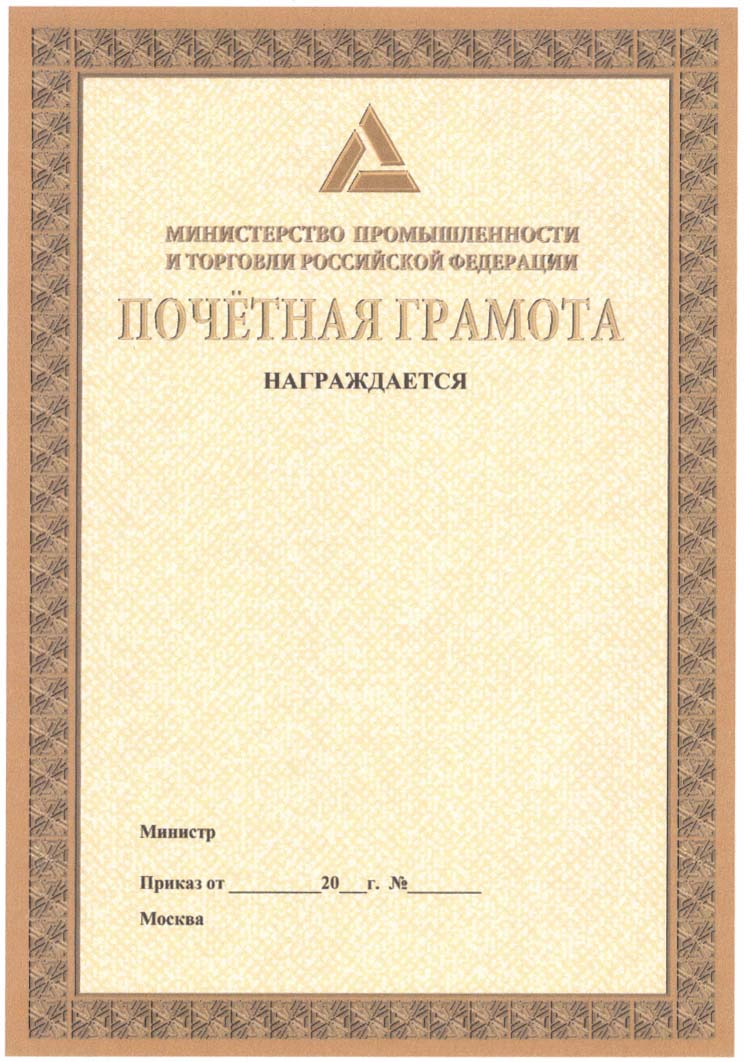 МИНИСТЕРСТВО ПРОМЫШЛЕННОСТИ
И ТОРГОВЛИ РОССИЙСКОЙ ФЕДЕРАЦИИ
ПОЧЁТНАЯ ГРАМОТА
НАГРАЖДАЕТСЯ
Министр
Приказ от __________20___г. №________
Москва